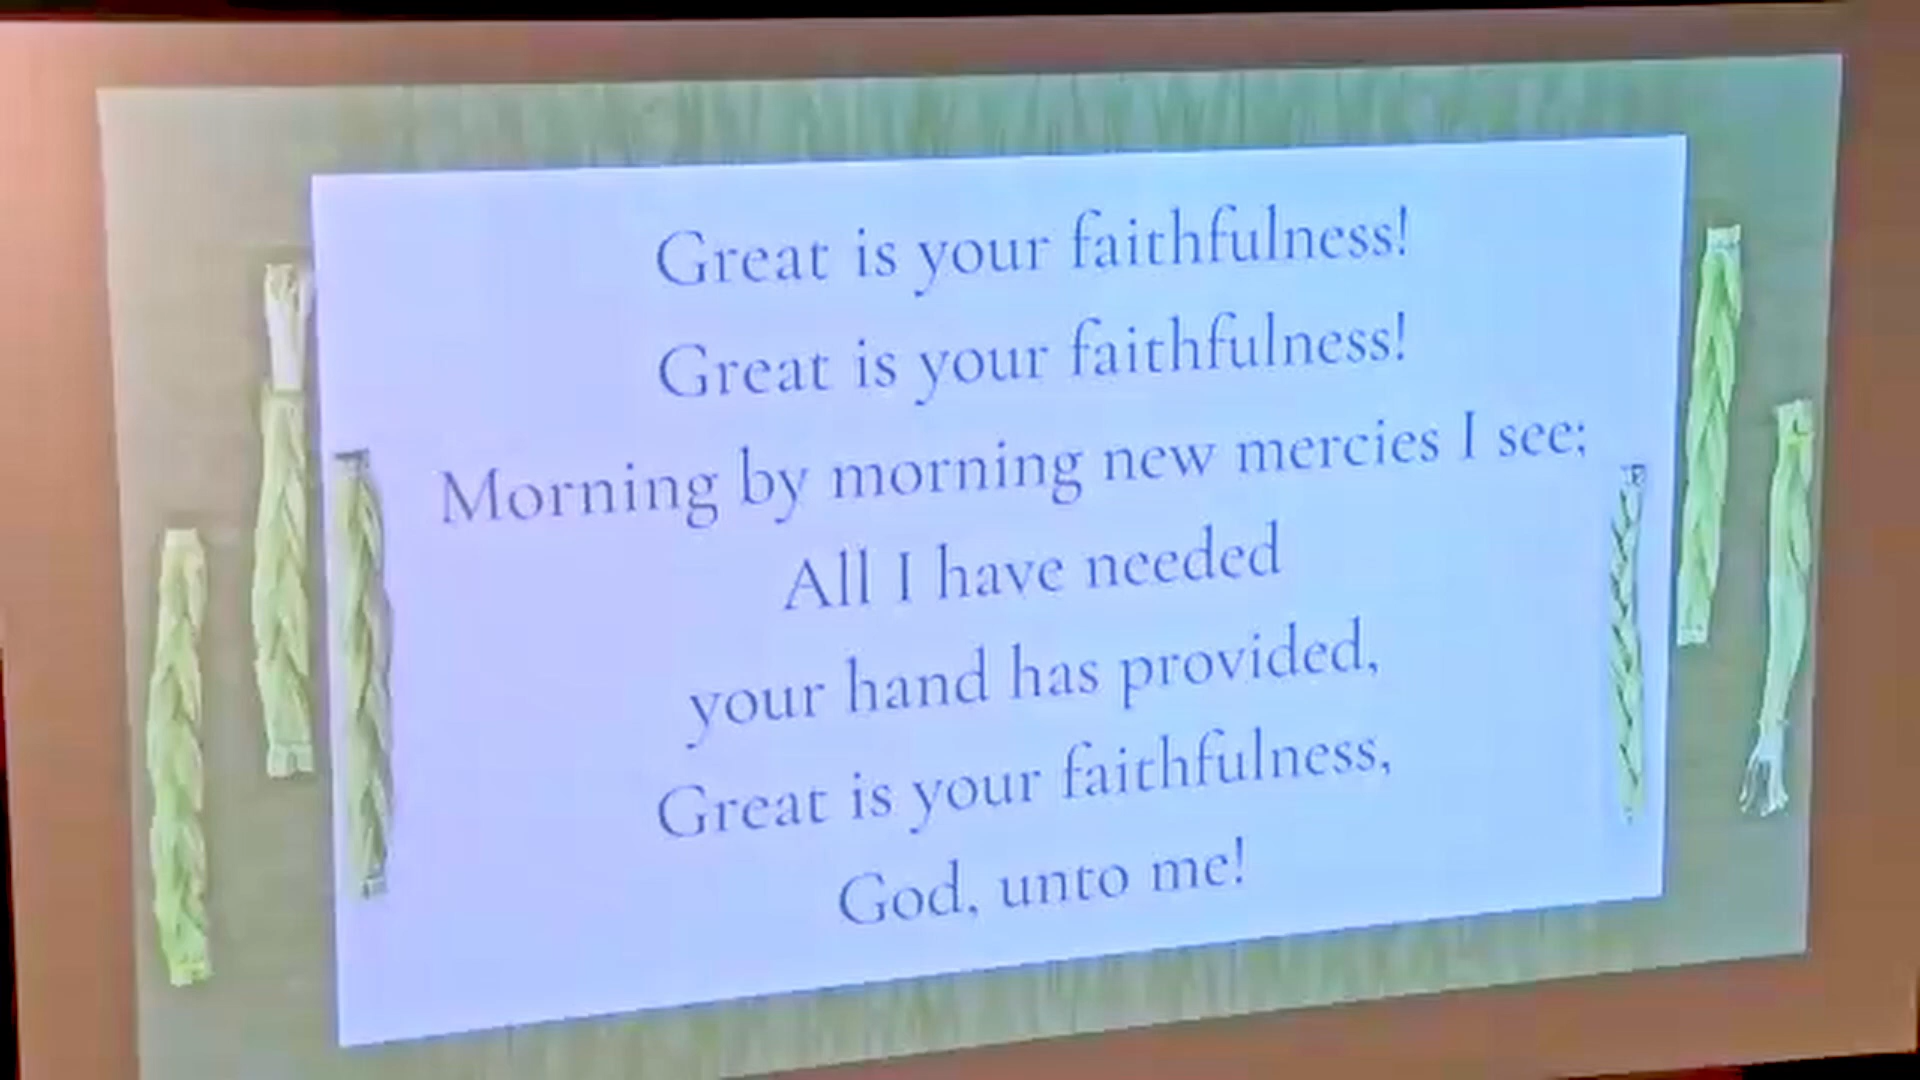 Great is your faithfulness!
Great is your faithfulness!
Morning by morning new mercies I see;
All I have needed
your hand has provided,
Great is your faithfulness,
God, unto me!